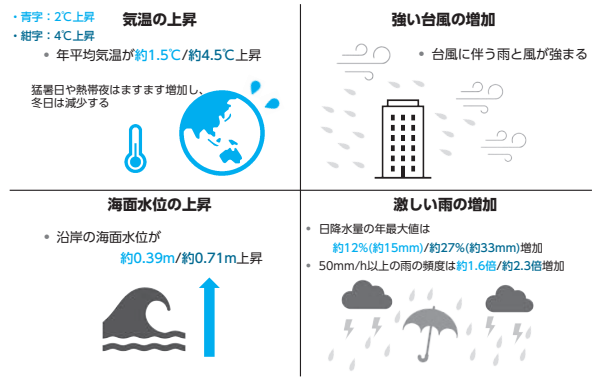 ・青字：2℃上昇
・紺字：4℃上昇
気温の上昇
• 年平均気温が約1.5℃/約4.5℃上昇
猛暑日や熱帯夜はますます増加し、
冬日は減少する
強い台風の増加
• 台風に伴う雨と風が強まる
海面水位の上昇
• 沿岸の海面水位が
約0.39m/約0.71m上昇
激しい雨の増加
• 日降水量の年最大値は
約12%(約15mm)/約27%(約33mm)増加
• 50mm/h以上の雨の頻度は約1.6倍/約2.3倍増加